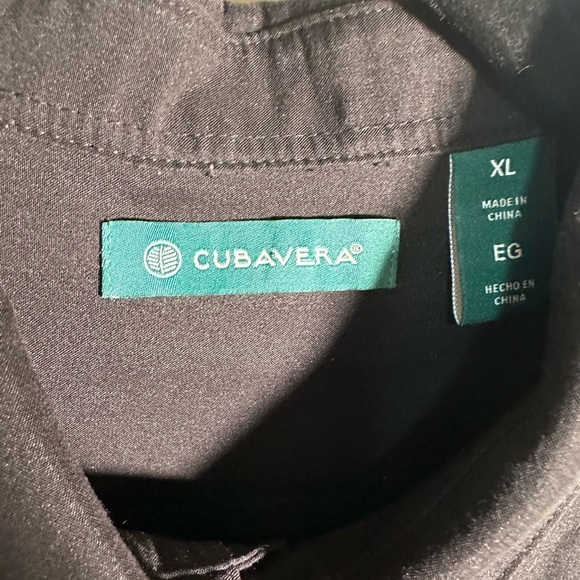 CUBAVERA®
XL
MADE IN
CHINA
EG
HECHO EN
CHINA